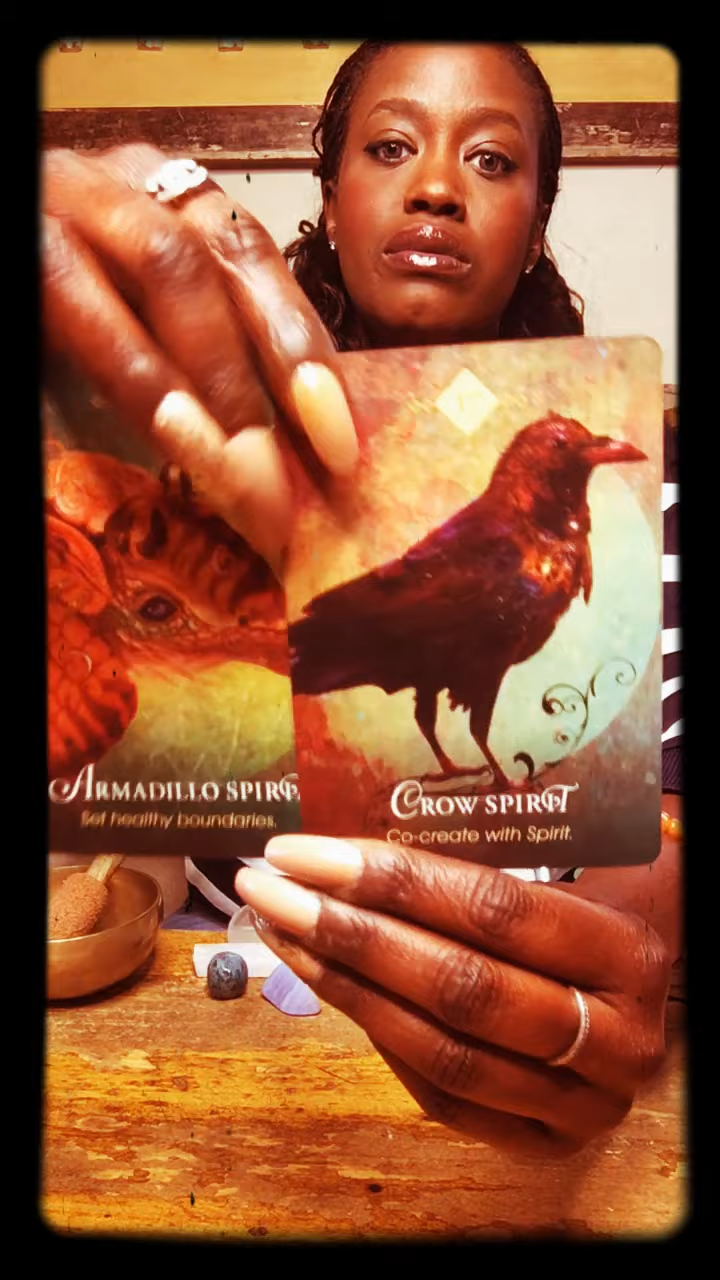 ARMADILLO SPIRIT
Set healthy boundaries.
CROW SPIRIT
Co-create with Spirit.